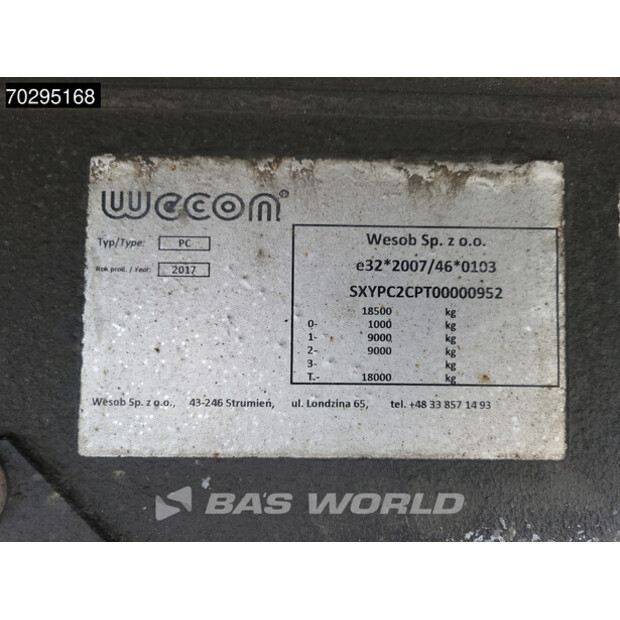 70295168
wecon®
Typ/Type: PC
Rok prod. / Year: 2017
Wesob Sp. z o.o.
e32*2007/46*0103
SXYPC2CPT00000952
18500 kg
0- 1000 kg
1- 9000 kg
2- 9000 kg
3- kg
T.- 18000 kg
Wesob Sp. z o.o., 43-246 Strumień, ul. Londzina 65, tel. +48 33 857 14 93
BAS WORLD